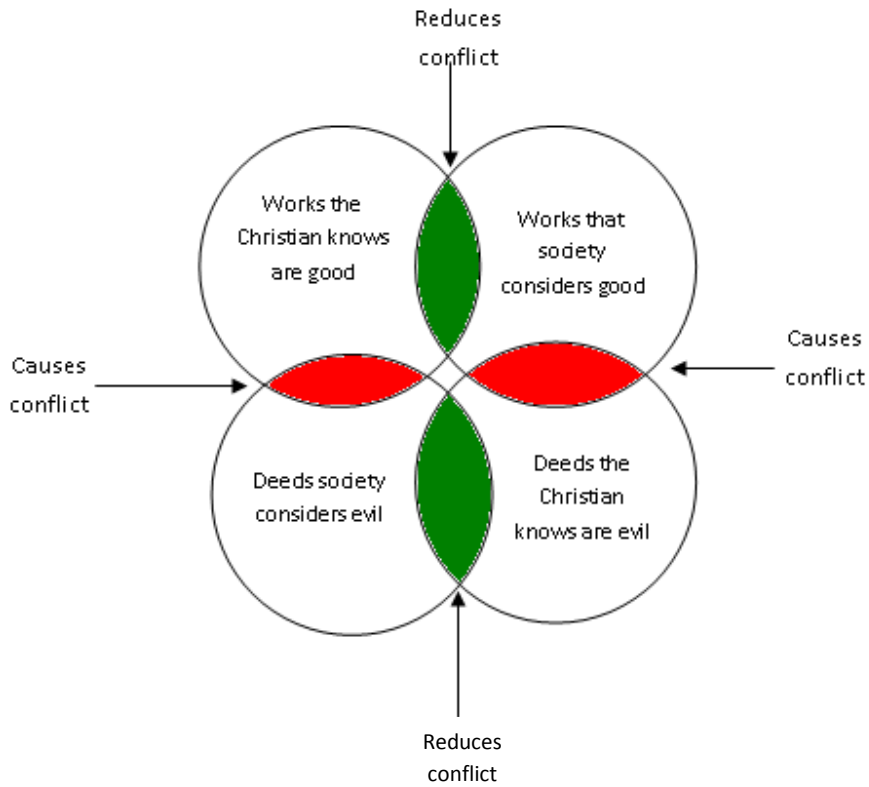 Reduces
conflict
Works the
Christian knows
are good
Works that
society
considers good
Causes
conflict
Causes
conflict
Deeds society
considers evil
Deeds the
Christian
knows are evil
Reduces
conflict